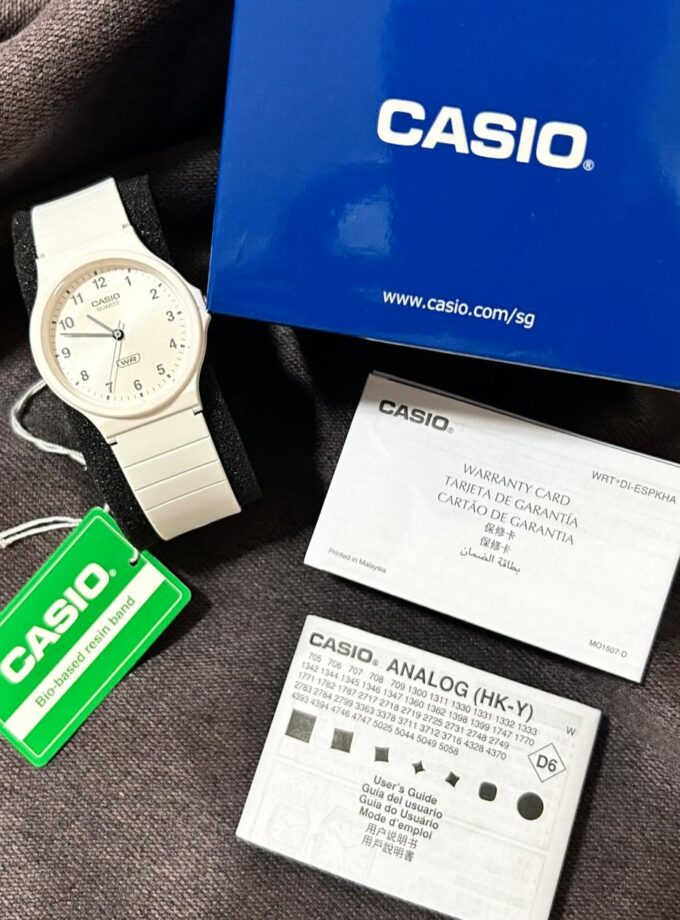 CASIO®
www.casio.com/sg
12
1
2
3
4
5
6
7
8
9
10
11
CASIO
QUARTZ
WR
CASIO®
WRT*DI-ESPKHA
WARRANTY CARD
TARJETA DE GARANTÍA
CARTÃO DE GARANTIA
保修卡
保修卡
بطاقة الضمان
Printed in Malaysia
MO1507-D
CASIO®
Bio-based resin band
CASIO® ANALOG (HK-Y)
705 706 707 708 709 1300 1311 1330 1331 1332 1333
1342 1344 1345 1346 1347 1360 1362 1398 1399 1747 1770
1771 1782 1787 2717 2718 2719 2725 2731 2748 2749
2783 2784 2799 3363 3378 3711 3712 3716 4328 4370
4393 4394 4746 4747 5025 5044 5049 5058
W
D6
User's Guide
Guía del usuario
Guia do Usuário
Mode d'emploi
用户说明书
用戶說明書